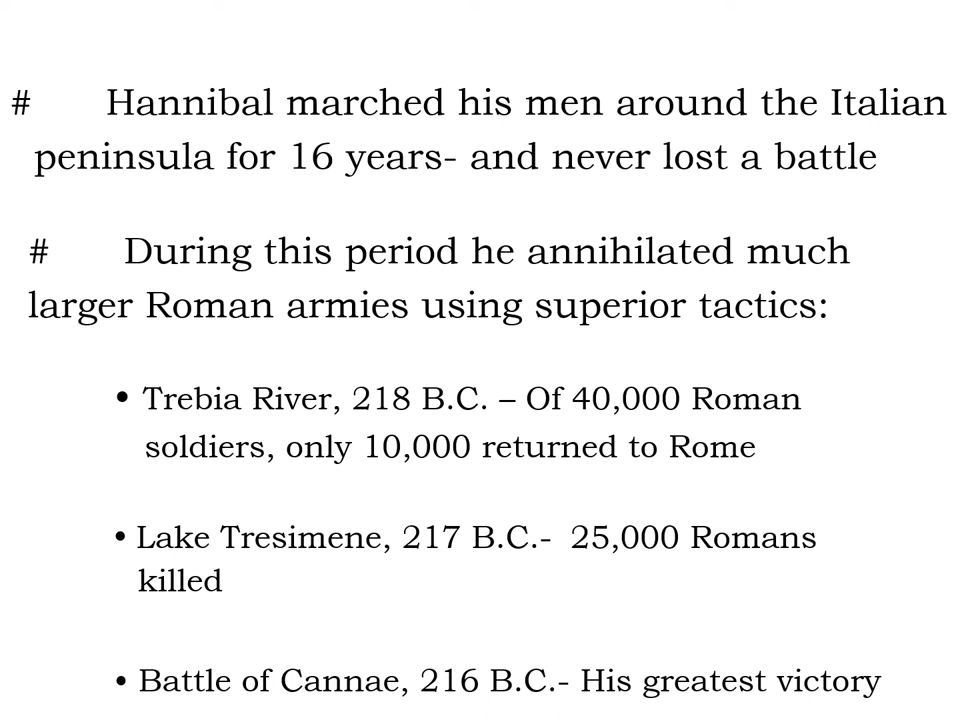 # Hannibal marched his men around the Italian
peninsula for 16 years- and never lost a battle
# During this period he annihilated much
larger Roman armies using superior tactics:
• Trebia River, 218 B.C. – Of 40,000 Roman
soldiers, only 10,000 returned to Rome
• Lake Tresimene, 217 B.C.- 25,000 Romans
killed
• Battle of Cannae, 216 B.C.- His greatest victory